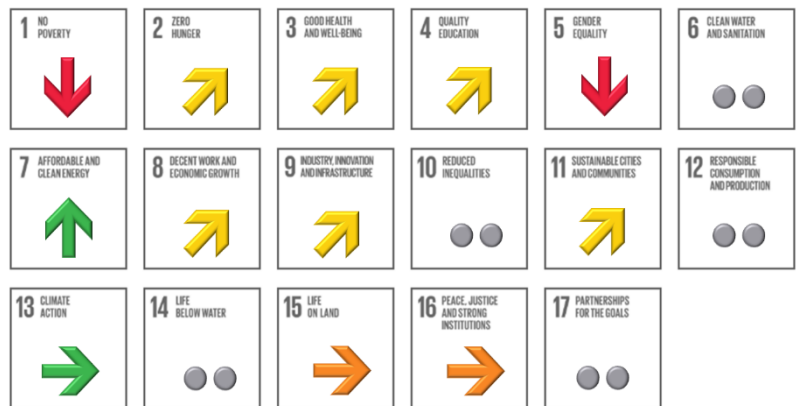 1 NO
POVERTY
2 ZERO
HUNGER
3 GOOD HEALTH
AND WELL-BEING
4 QUALITY
EDUCATION
5 GENDER
EQUALITY
6 CLEAN WATER
AND SANITATION
7 AFFORDABLE AND
CLEAN ENERGY
8 DECENT WORK AND
ECONOMIC GROWTH
9 INDUSTRY, INNOVATION
AND INFRASTRUCTURE
10 REDUCED
INEQUALITIES
11 SUSTAINABLE CITIES
AND COMMUNITIES
12 RESPONSIBLE
CONSUMPTION
AND PRODUCTION
13 CLIMATE
ACTION
14 LIFE
BELOW WATER
15 LIFE
ON LAND
16 PEACE, JUSTICE
AND STRONG
INSTITUTIONS
17 PARTNERSHIPS
FOR THE GOALS